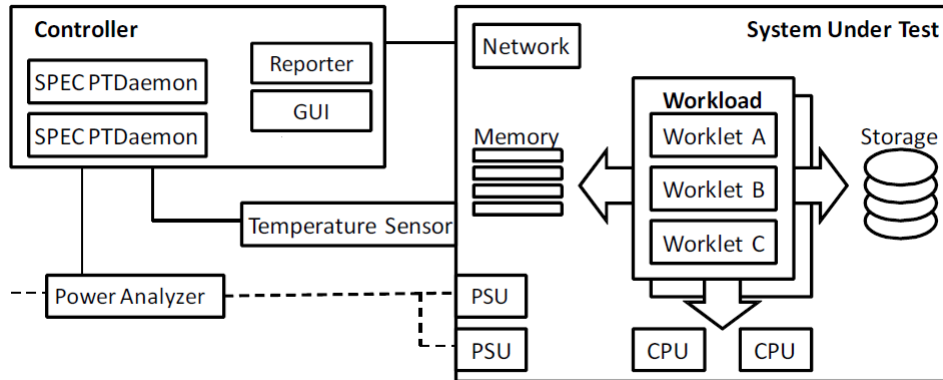 Controller
SPEC PTDaemon
SPEC PTDaemon
Reporter
GUI
Temperature Sensor
Power Analyzer
System Under Test
Network
Memory
Workload
Worklet A
Worklet B
Worklet C
Storage
PSU
PSU
CPU
CPU